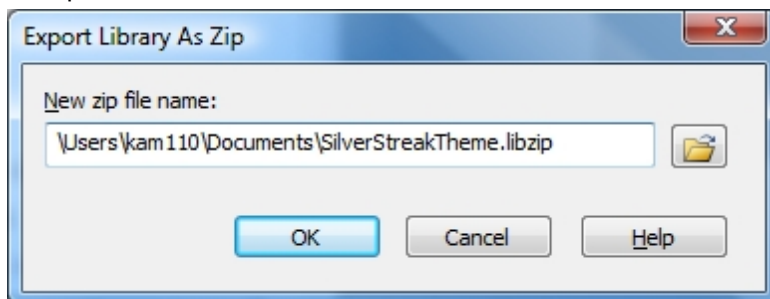 Export Library As Zip
New zip file name:
\Users\kam110\Documents\SilverStreakTheme.libzip
OK Cancel Help